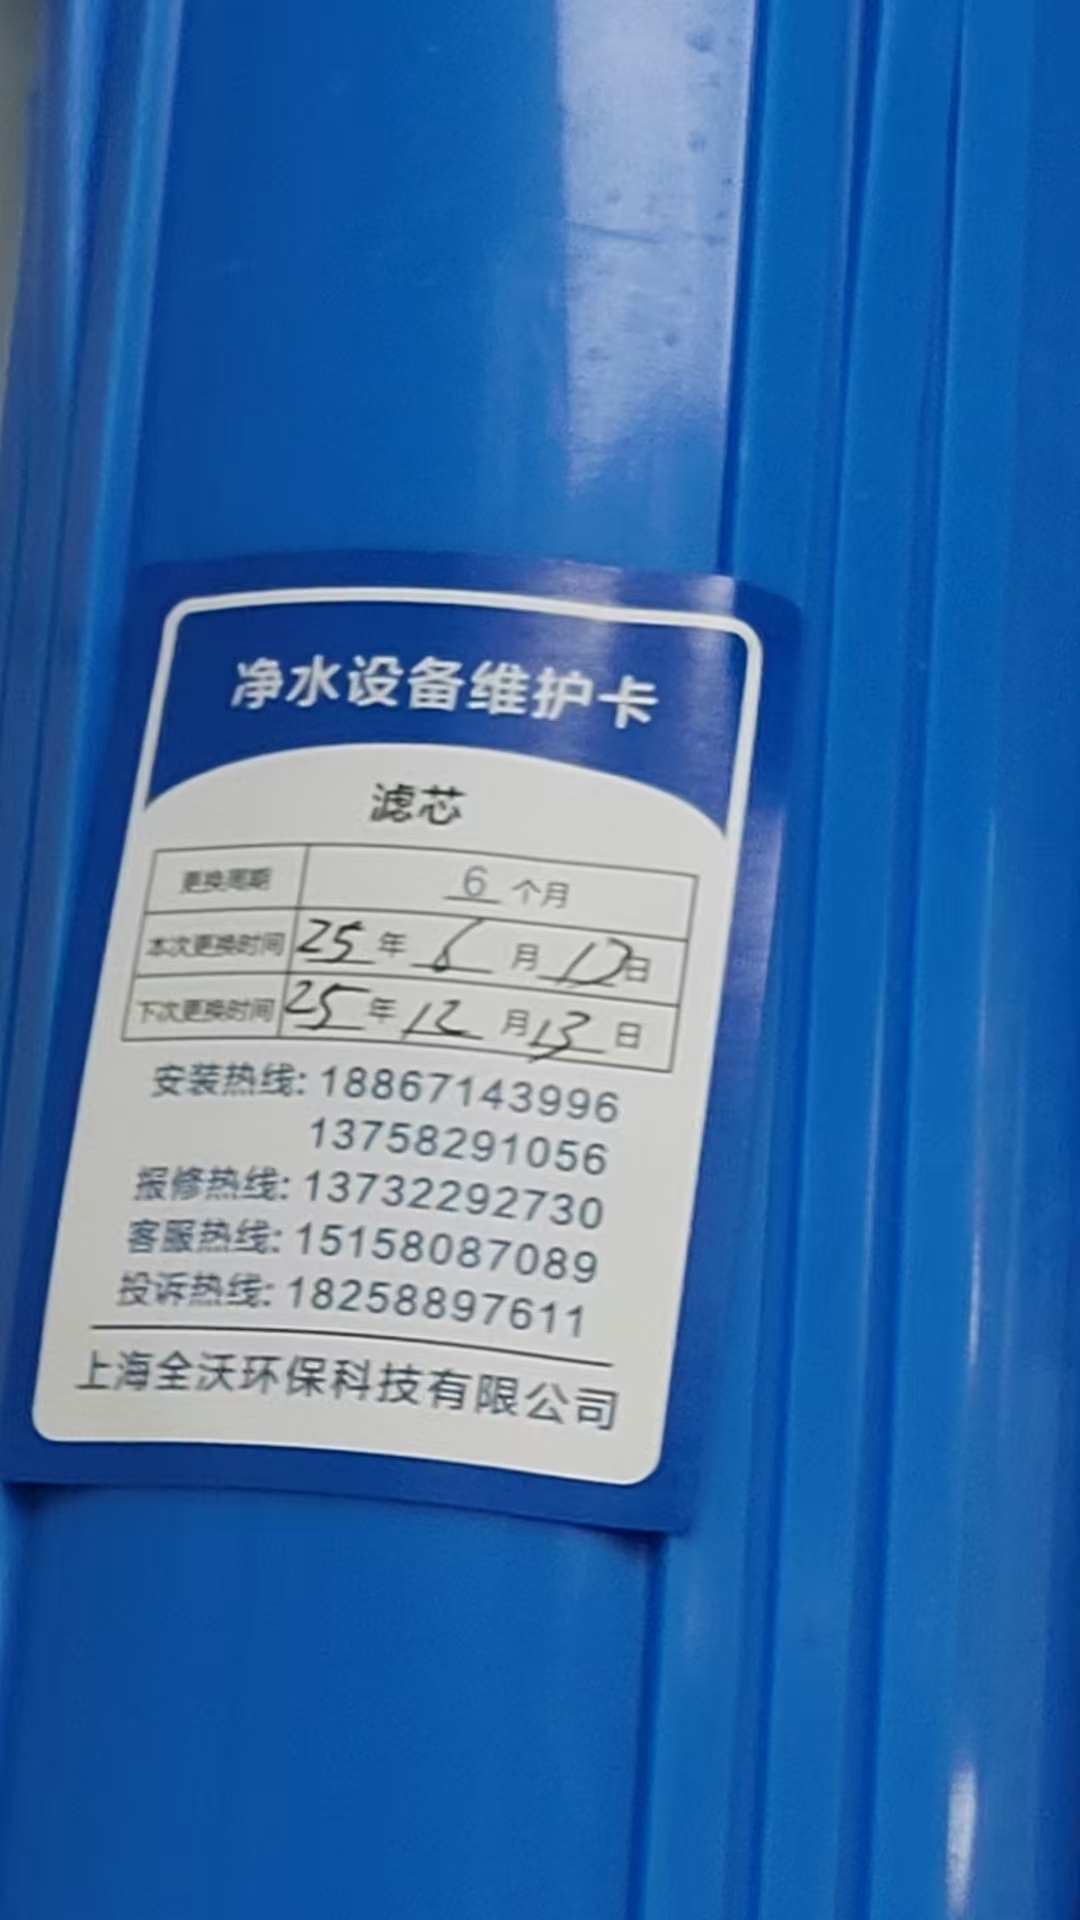 净水设备维护卡
滤芯
更换周期 6 个月
本次更换时间 25 年 6 月 日
下次更换时间 25 年 12 月 13 日
安装热线: 18867143996
13758291056
报修热线: 13732292730
客服热线: 15158087089
投诉热线: 18258897611
上海全沃环保科技有限公司